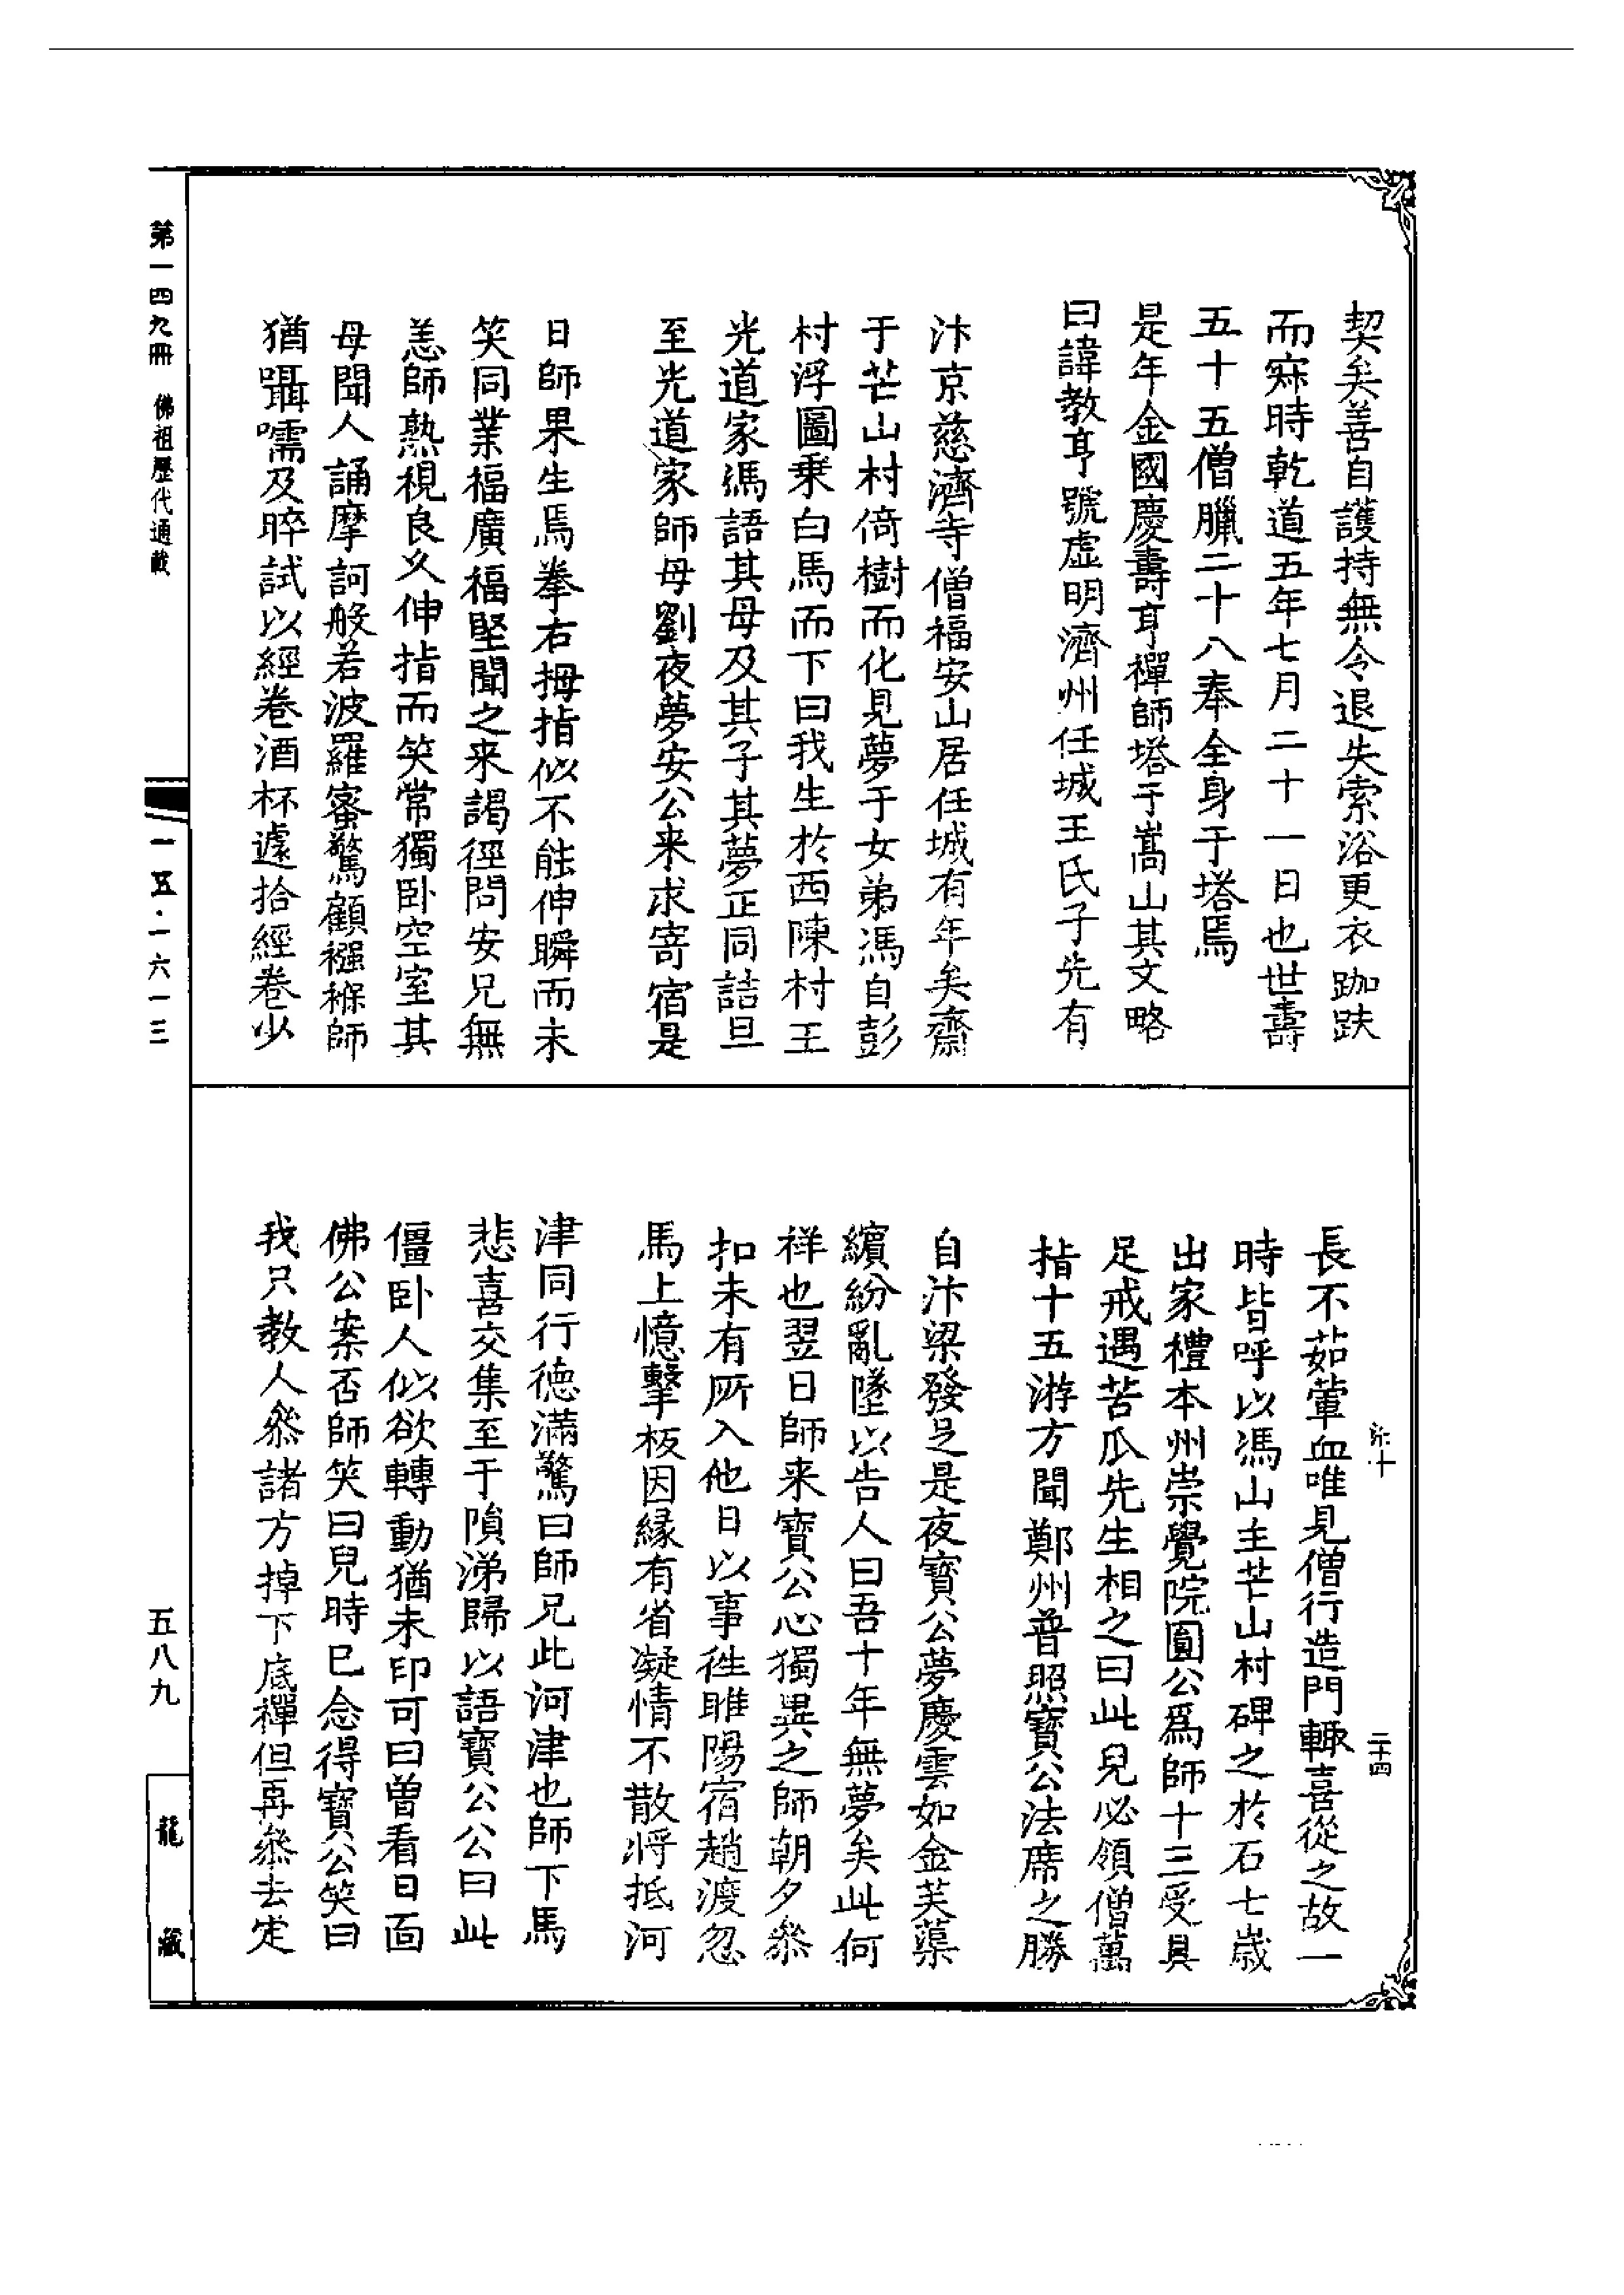 契矣善自護持無令退失索浴更衣跏趺
而寂時乾道五年七月二十一日也世壽
五十五僧臘二十八奉全身于塔焉
是年金國慶壽亨禪師塔于嵩山其文略
曰諱教亨號虛明濟州任城王氏子先有
汴京慈濟寺僧福安山居任城有年矣齋
于芒山村倚樹而化見夢于女弟馮自彭
村浮圖乗白馬而下曰我生於西陳村王
光道家馮語其母及其子其夢正同詰旦
至光道家師母劉夜夢安公来求寄宿是
日師果生焉拳右拇指似不能伸瞬而未
笑同業福廣福堅聞之来謁徑問安兄無
恙師熟視良久伸指而笑常獨卧空室其
母聞人誦摩訶般若波羅蜜驚顧襁褓師
猶囁嚅及晬試以經卷酒杯遽拾經卷少
長不茹葷血唯見僧行造門輙喜從之故一
時皆呼以馮山主芒山村碑之於石七歲
出家禮本州崇覺院圓公爲師十三受具
足戒遇苦瓜先生相之曰此兒必領僧萬
指十五游方聞鄭州普照寶公法席之勝
自汴梁發足是夜寶公夢慶雲如金芙蕖
繽紛亂墜以告人曰吾十年無夢矣此何
祥也翌日師来寶公心獨異之師朝夕叅
扣未有所入他日以事徃睢陽宿趙渡忽
馬上憶擊板因縁有省凝情不散將抵河
津同行德滿驚曰師兄此河津也師下馬
悲喜交集至于隕涕歸以語寶公公曰此
僵卧人似欲轉動猶未印可曰曽看日面
佛公案否師笑曰兒時已念得寶公笑曰
我只教人叅諸方掉下底禪但再叅去定
二十四
第一四九冊 佛祖歷代通載
一五·一六一三
五八九
龍藏